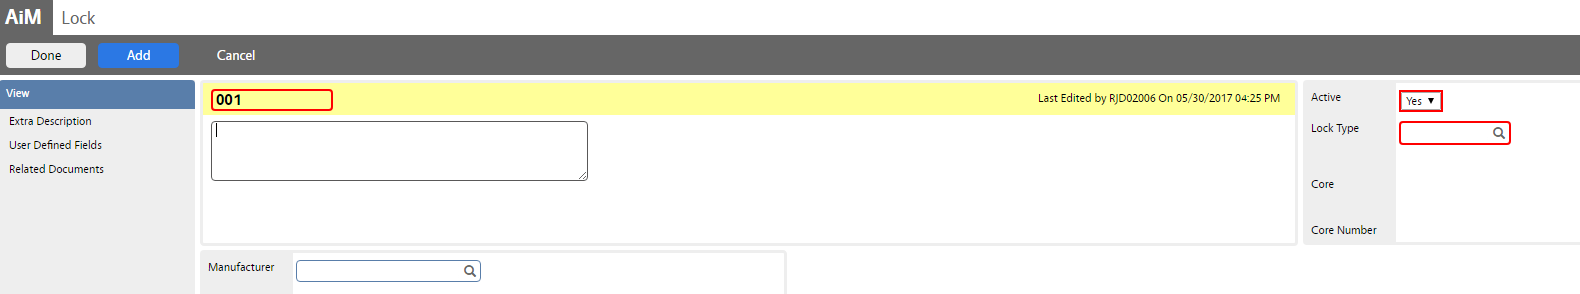 AiM Lock
Done Add Cancel
View
Extra Description
User Defined Fields
Related Documents
001
Last Edited by RJD02006 On 05/30/2017 04:25 PM
Manufacturer
Active Yes
Lock Type
Core
Core Number